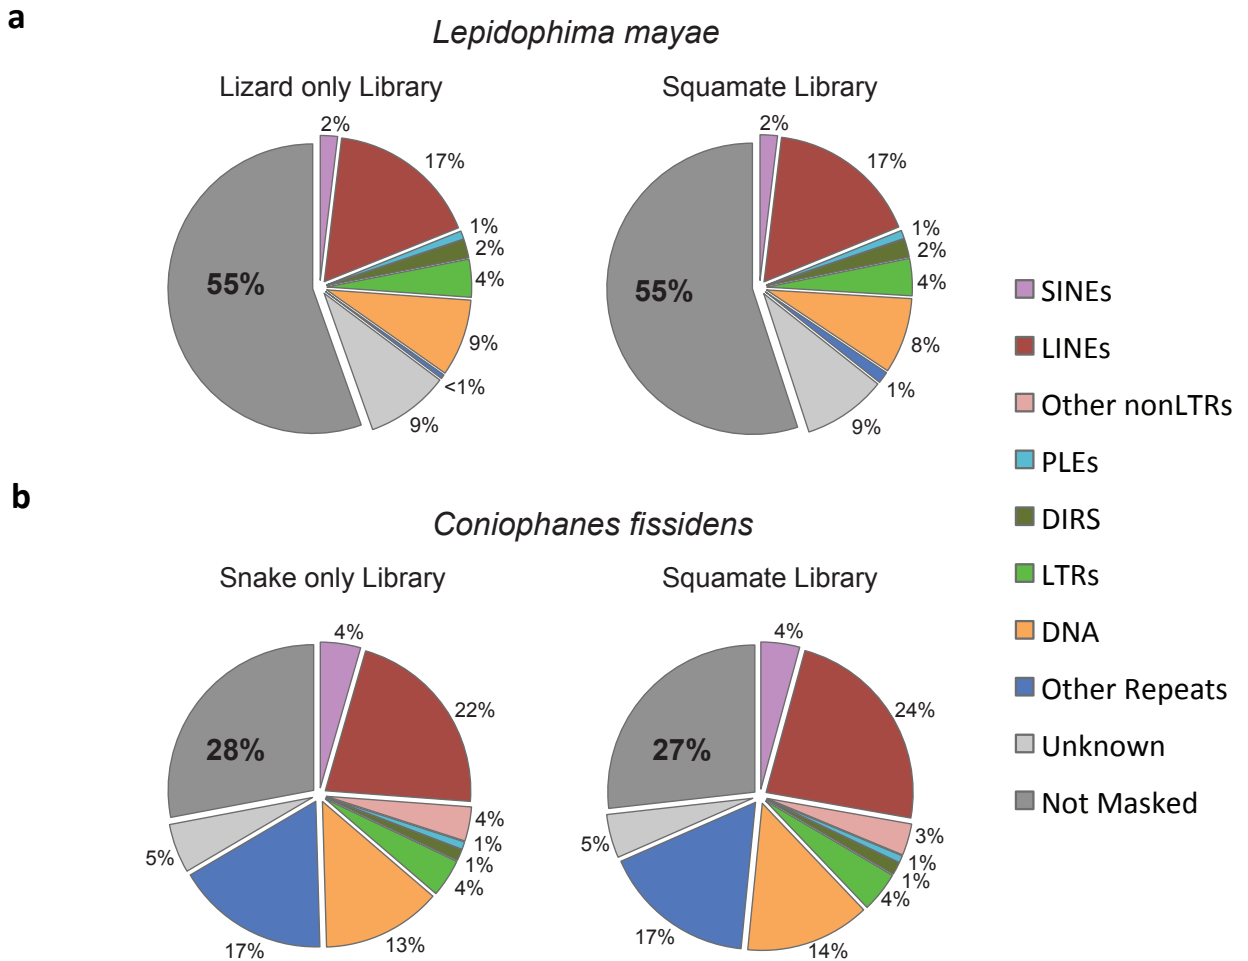 a
Lepidophima mayae
Lizard only Library
Squamate Library
2%
17%
1%
2%
4%
9%
<1%
9%
55%
2%
17%
1%
2%
4%
8%
1%
9%
55%
b
Coniophanes fissidens
Snake only Library
Squamate Library
4%
22%
4%
1%
1%
4%
13%
17%
5%
28%
4%
24%
3%
1%
1%
4%
14%
17%
5%
27%
SINEs
LINEs
Other nonLTRs
PLEs
DIRS
LTRs
DNA
Other Repeats
Unknown
Not Masked